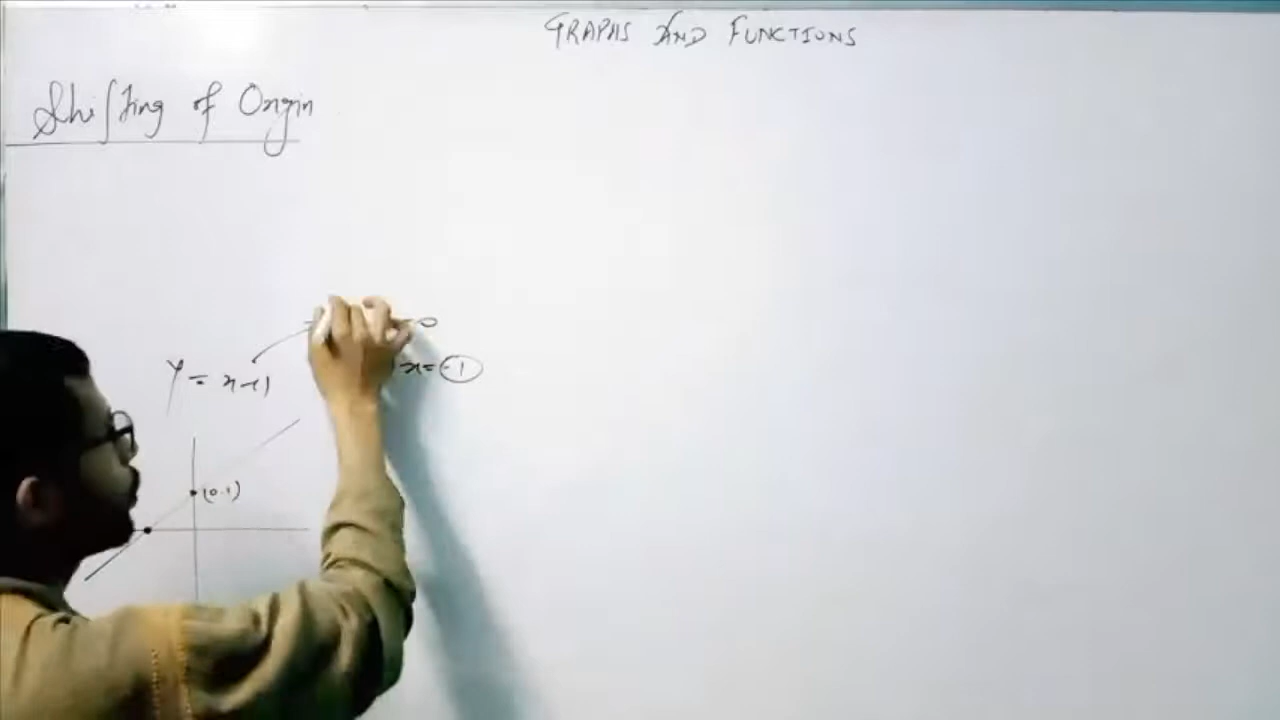 GRAPHS AND FUNCTIONS
Shifting of Origin
y = x+1
x = -1
(0,1)